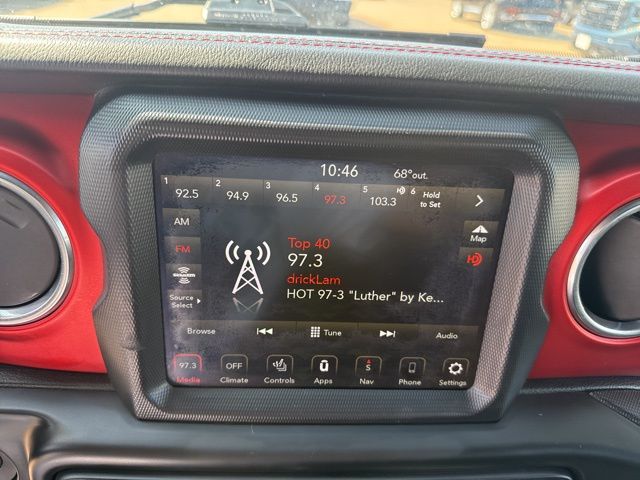 10:46 68° out.
1 92.5 2 94.9 3 96.5 4 97.3 5 103.3 6 Hold to Set
AM
FM
Source Select
Top 40
97.3
drickLam
HOT 97-3 "Luther" by Ke...
Map
Browse Tune Audio
97.3 OFF S
Media Climate Controls Apps Nav Phone Settings